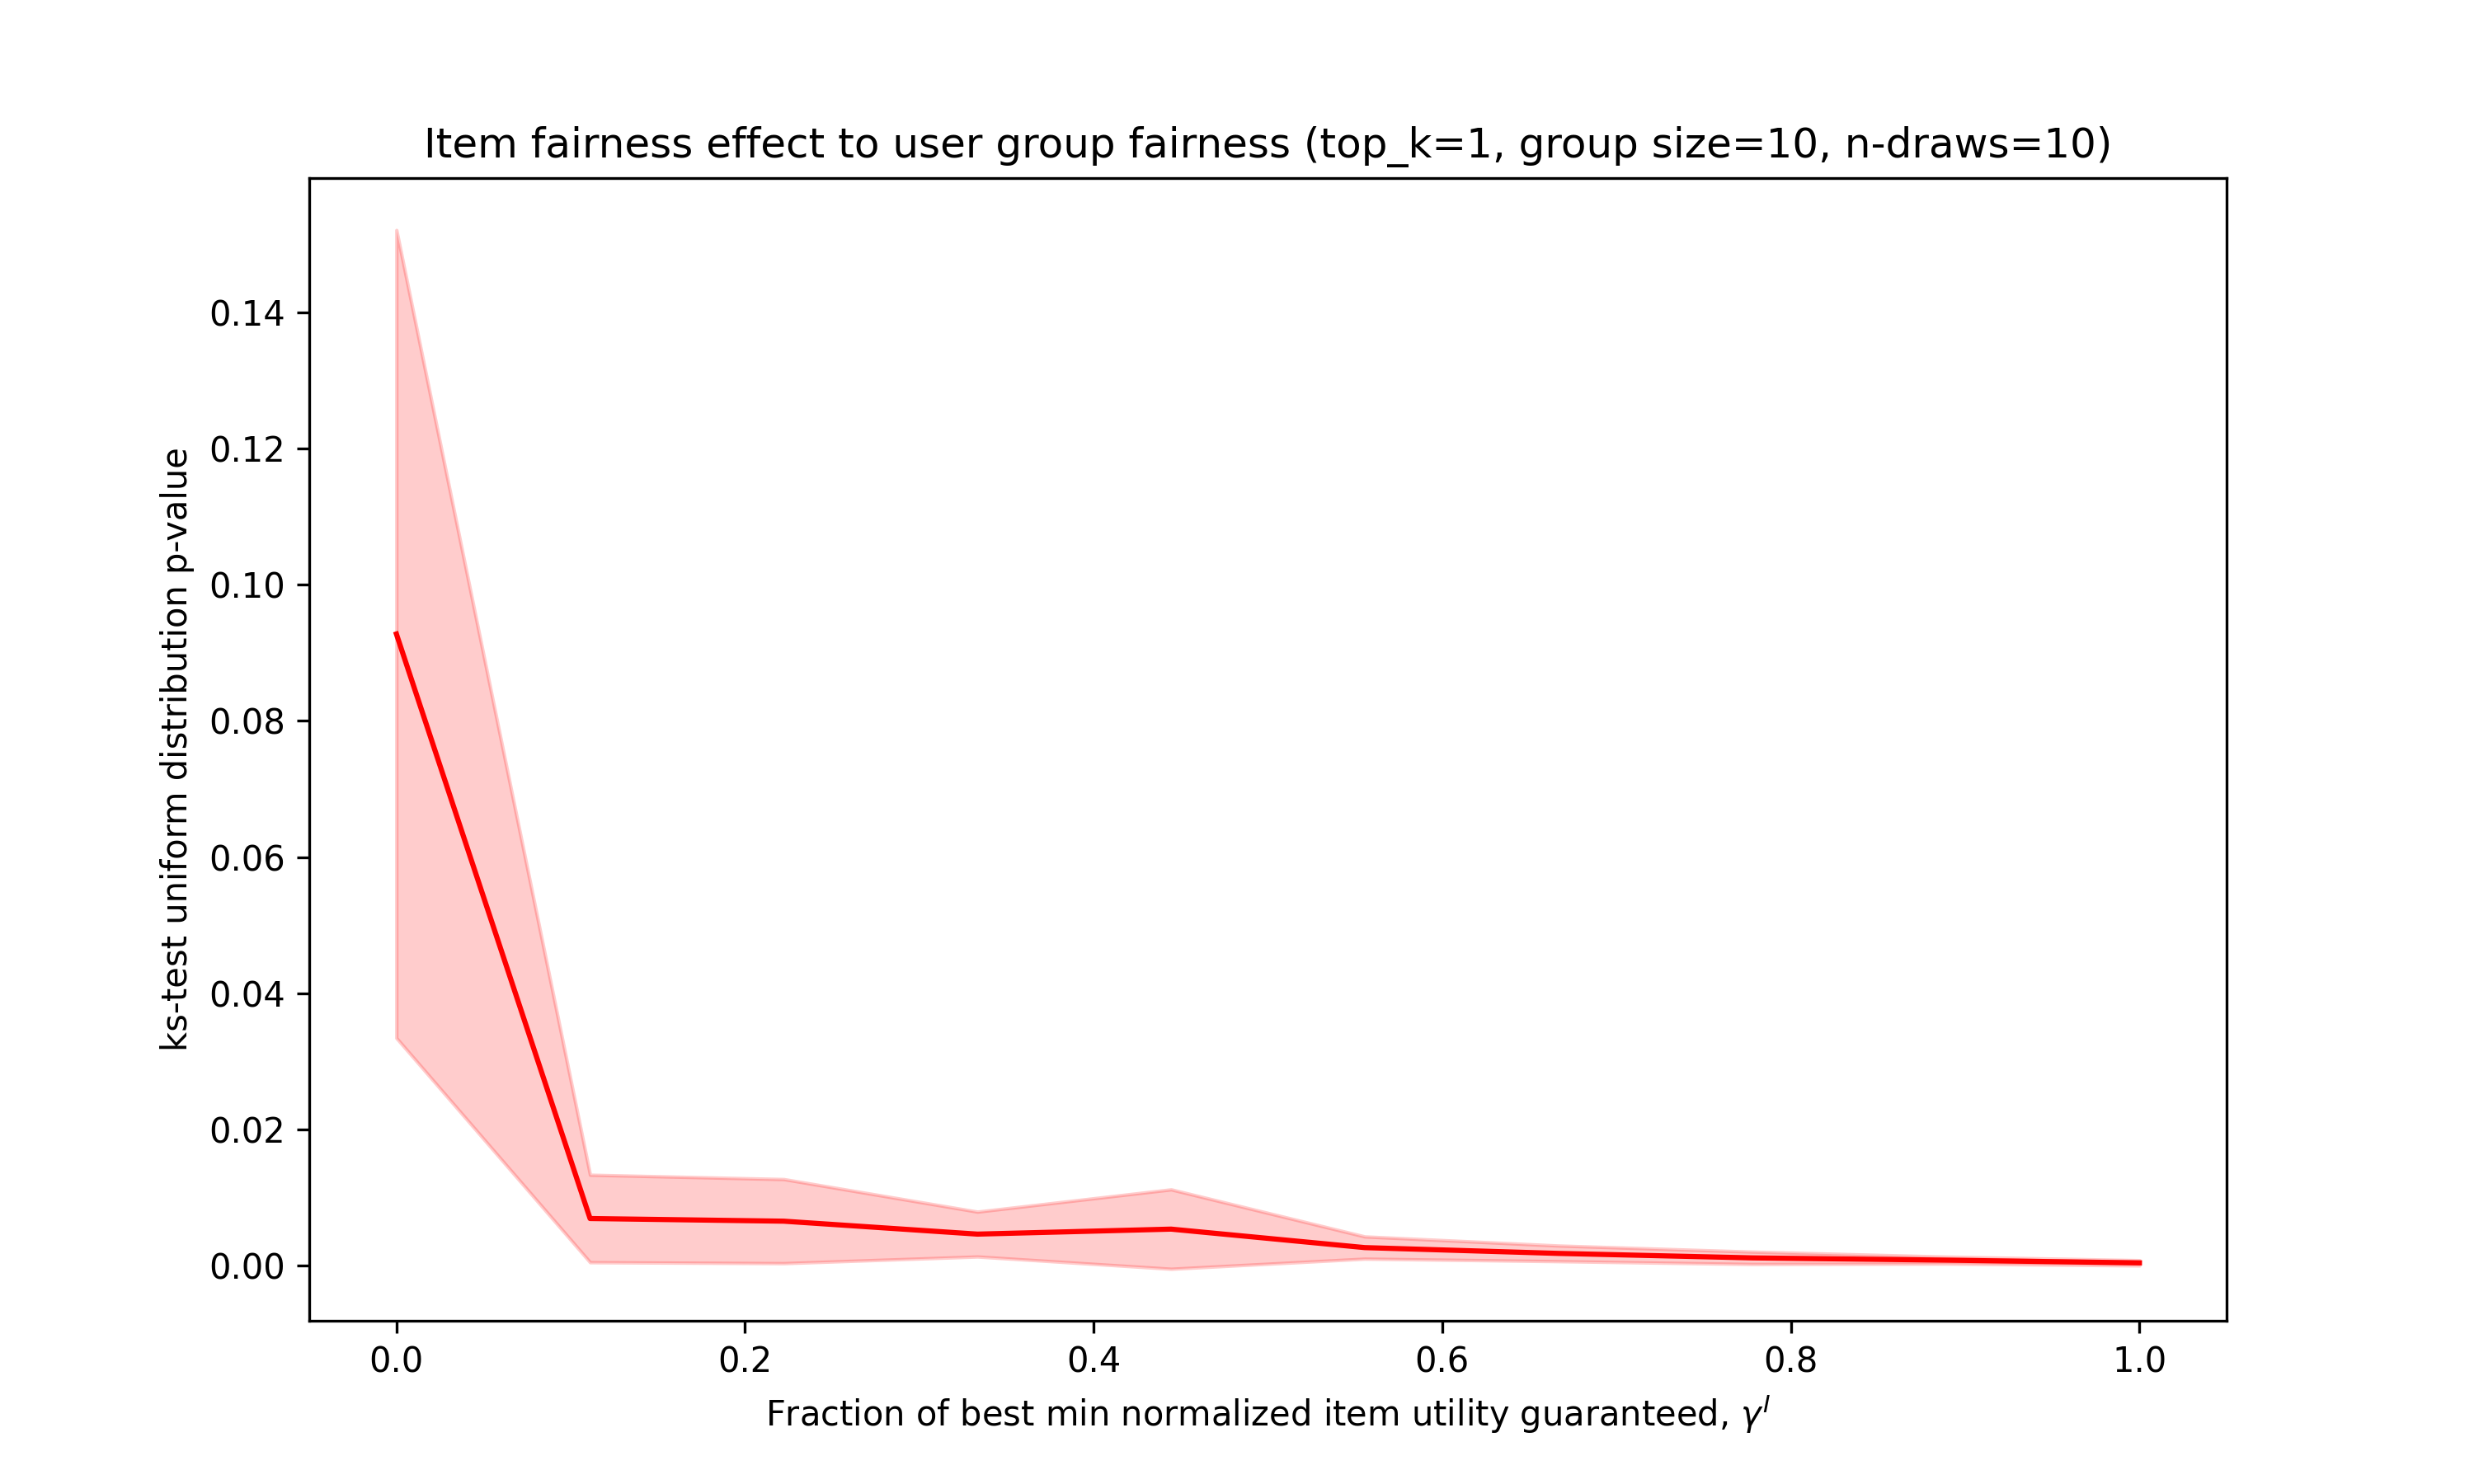 Item fairness effect to user group fairness (top_k=1, group size=10, n-draws=10)
ks-test uniform distribution p-value
0.14
0.12
0.10
0.08
0.06
0.04
0.02
0.00
0.0 0.2 0.4 0.6 0.8 1.0
Fraction of best min normalized item utility guaranteed, γᴵ